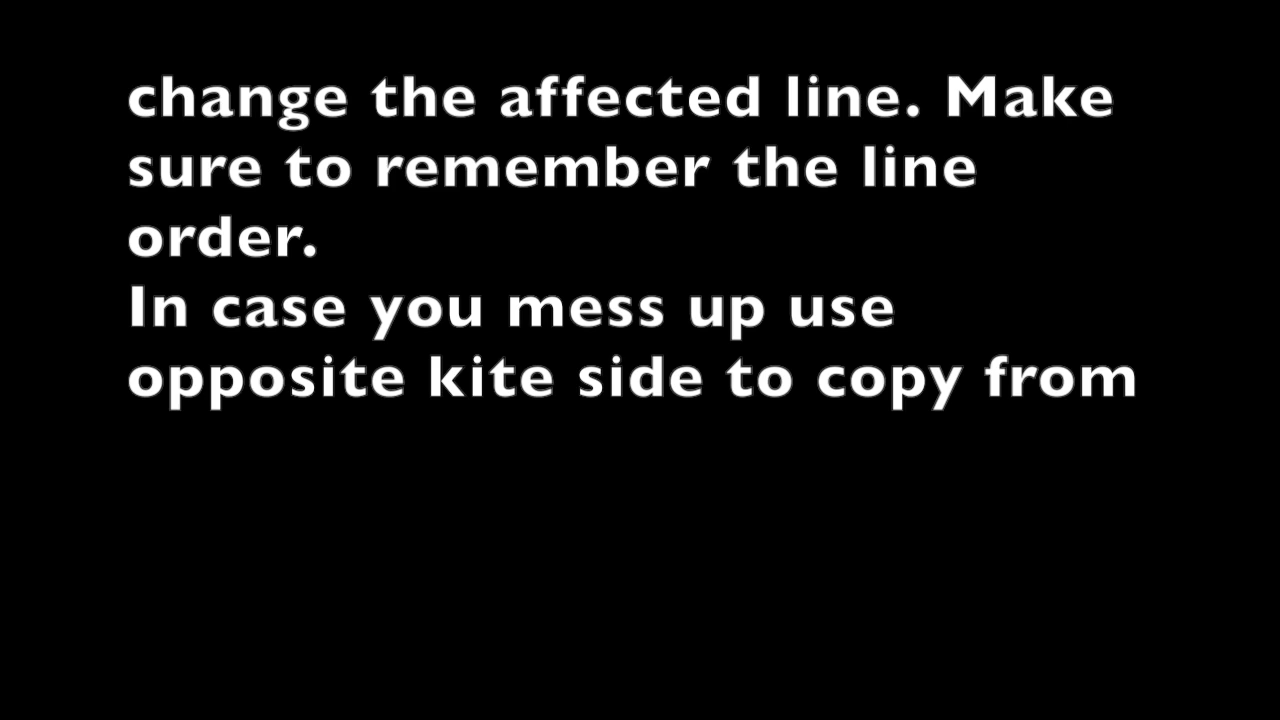 change the affected line. Make
sure to remember the line
order.
In case you mess up use
opposite kite side to copy from